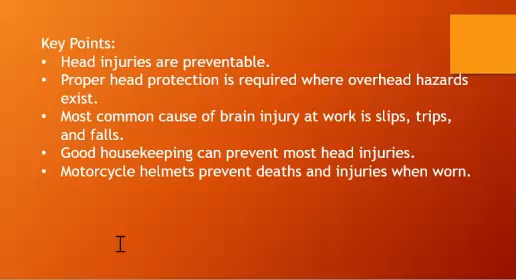 Key Points:
• Head injuries are preventable.
• Proper head protection is required where overhead hazards
exist.
• Most common cause of brain injury at work is slips, trips,
and falls.
• Good housekeeping can prevent most head injuries.
• Motorcycle helmets prevent deaths and injuries when worn.